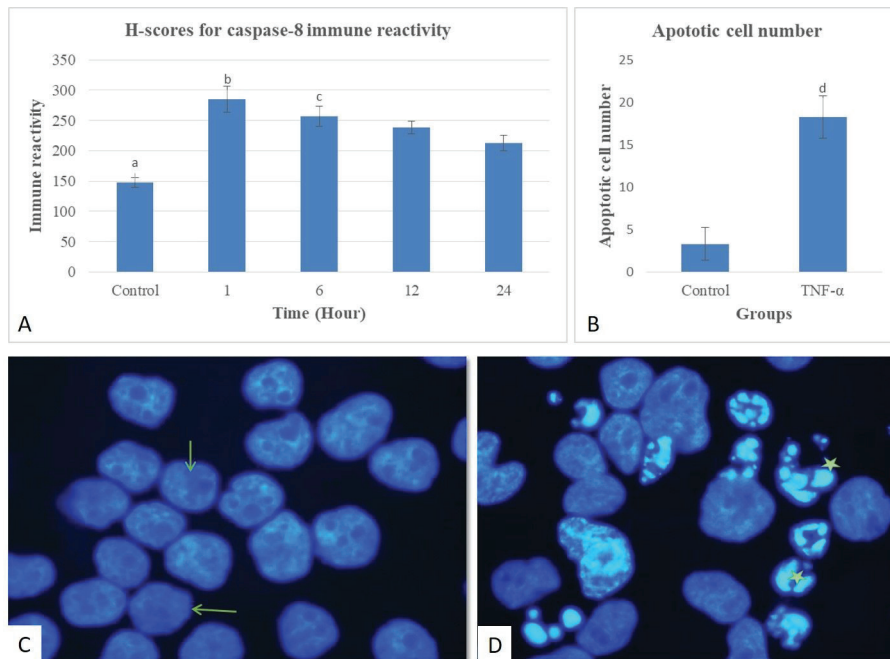 H-scores for caspase-8 immune reactivity
350
300
250
200
150
100
50
0
Immune reactivity
a
b
c
Control
1
6
12
24
Time (Hour)
A
Apototic cell number
25
20
15
10
5
0
Apoptotic cell number
d
Control
TNF-α
Groups
B
C
D